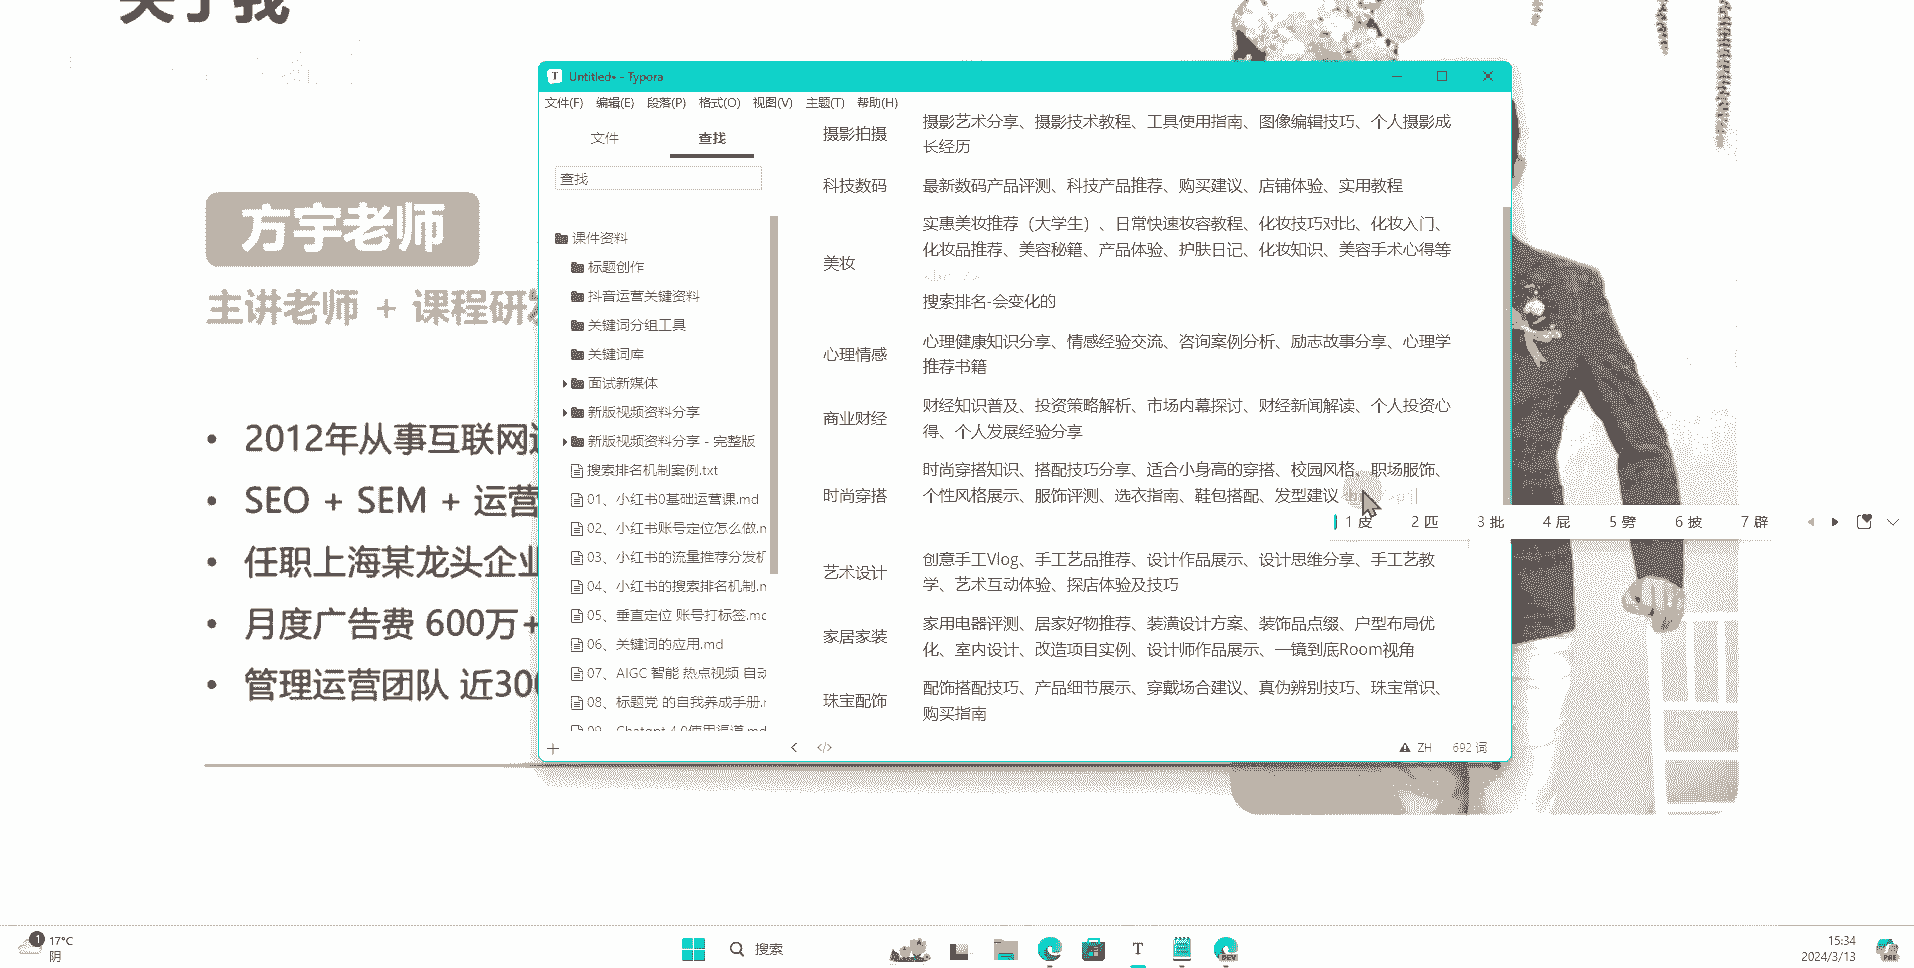 关于我
方宇老师
主讲老师 + 课程研发
• 2012年从事互联网运
• SEO + SEM + 运营
• 任职上海某龙头企业
• 月度广告费 600万+
• 管理运营团队 近300
Untitled• - Typora
文件(F) 编辑(E) 段落(P) 格式(O) 视图(V) 主题(T) 帮助(H)
文件 查找
查找
课件资料
标题创作
抖音运营关键资料
关键词分组工具
关键词库
面试新媒体
新版视频资料分享
新版视频资料分享 - 完整版
搜索排名机制案例.txt
01、小红书0基础运营课.md
02、小红书账号定位怎么做.m
03、小红书的流量推荐分发机
04、小红书的搜索排名机制.m
05、垂直定位 账号打标签.md
06、关键词的应用.md
07、AIGC 智能 热点视频 自动
08、标题党 的自我养成手册.m
09、Chatgpt 4.0使用渠道.md
摄影拍摄
摄影艺术分享、摄影技术教程、工具使用指南、图像编辑技巧、个人摄影成
长经历
科技数码
最新数码产品评测、科技产品推荐、购买建议、店铺体验、实用教程
美妆
实惠美妆推荐（大学生）、日常快速妆容教程、化妆技巧对比、化妆入门、
化妆品推荐、美容秘籍、产品体验、护肤日记、化妆知识、美容手术心得等
搜索排名-会变化的
心理情感
心理健康知识分享、情感经验交流、咨询案例分析、励志故事分享、心理学
推荐书籍
商业财经
财经知识普及、投资策略解析、市场内幕探讨、财经新闻解读、个人投资心
得、个人发展经验分享
时尚穿搭
时尚穿搭知识、搭配技巧分享、适合小身高的穿搭、校园风格、职场服饰、
个性风格展示、服饰评测、选衣指南、鞋包搭配、发型建议
1 皮 2 匹 3 批 4 屁 5 劈 6 披 7 辟
艺术设计
创意手工Vlog、手工艺品推荐、设计作品展示、设计思维分享、手工艺教
学、艺术互动体验、探店体验及技巧
家居家装
家用电器评测、居家好物推荐、装潢设计方案、装饰品点缀、户型布局优
化、室内设计、改造项目实例、设计师作品展示、一镜到底Room视角
珠宝配饰
配饰搭配技巧、产品细节展示、穿戴场合建议、真伪辨别技巧、珠宝常识、
购买指南
ZH 692 词
1 17°C
阴
搜索
T
DEV
15:34
2024/3/13
PRE